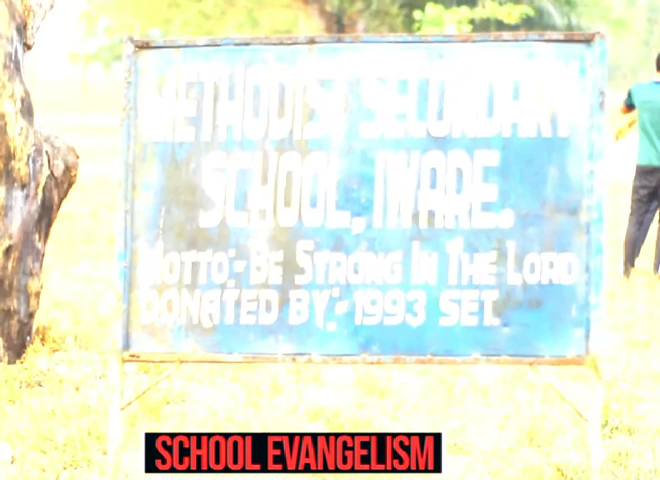 METHODIST SECONDARY
SCHOOL, IWARE.
MOTTO:- BE STRONG IN THE LORD
DONATED BY:- 1993 SET.
SCHOOL EVANGELISM